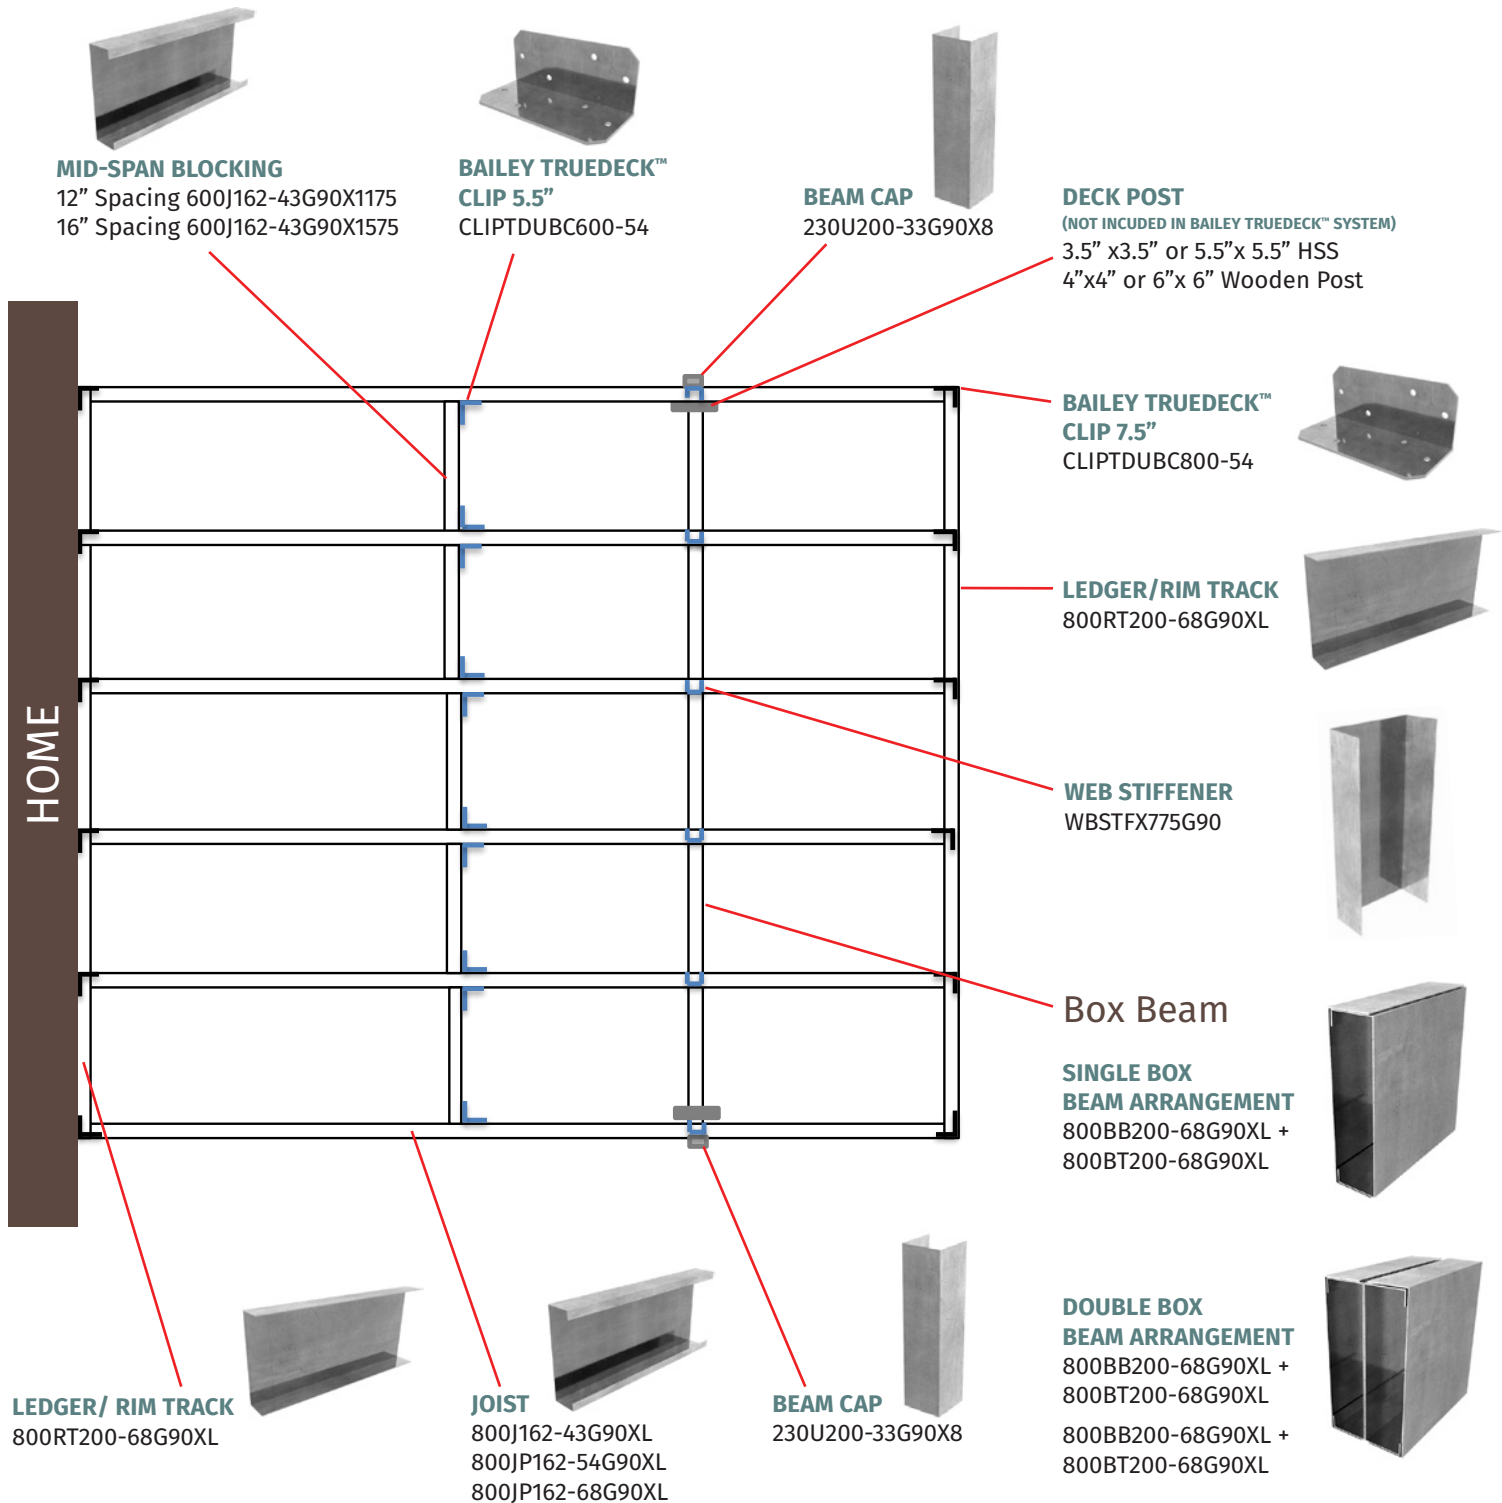 MID-SPAN BLOCKING
12” Spacing 600J162-43G90X1175
16” Spacing 600J162-43G90X1575
BAILEY TRUEDECK™
CLIP 5.5”
CLIPTDUBC600-54
BEAM CAP
230U200-33G90X8
DECK POST
(NOT INCUDED IN BAILEY TRUEDECK™ SYSTEM)
3.5” x3.5” or 5.5”x 5.5” HSS
4”x4” or 6”x 6” Wooden Post
BAILEY TRUEDECK™
CLIP 7.5”
CLIPTDUBC800-54
LEDGER/RIM TRACK
800RT200-68G90XL
HOME
WEB STIFFENER
WBSTFX775G90
Box Beam
SINGLE BOX
BEAM ARRANGEMENT
800BB200-68G90XL +
800BT200-68G90XL
DOUBLE BOX
BEAM ARRANGEMENT
800BB200-68G90XL +
800BT200-68G90XL
800BB200-68G90XL +
800BT200-68G90XL
LEDGER/ RIM TRACK
800RT200-68G90XL
JOIST
800J162-43G90XL
800JP162-54G90XL
800JP162-68G90XL
BEAM CAP
230U200-33G90X8